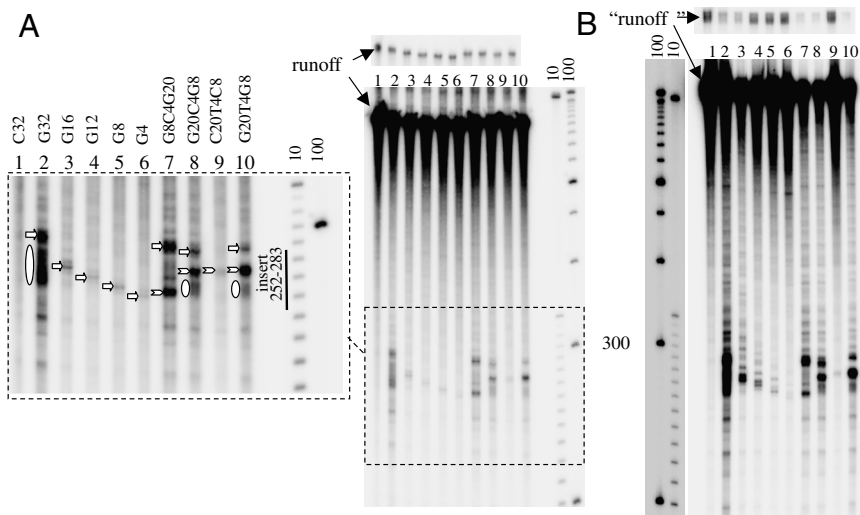 A
B
runoff
"runoff "
C32 G32 G16 G12 G8 G4 G8C4G20 G20C4G8 C20T4C8 G20T4G8
1 2 3 4 5 6 7 8 9 10
10 100
insert
252-283
1 2 3 4 5 6 7 8 9 10
10 100
300
100 10
1 2 3 4 5 6 7 8 9 10